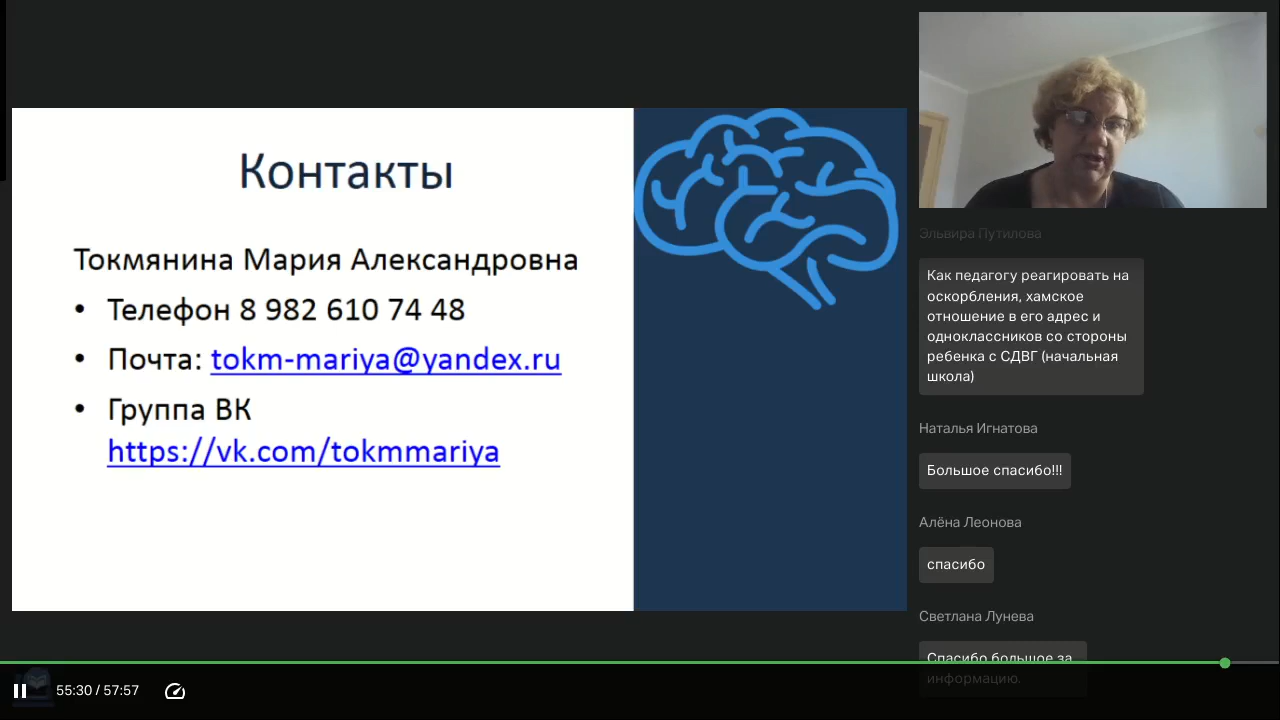 Контакты
Токмянина Мария Александровна
• Телефон 8 982 610 74 48
• Почта: tokm-mariya@yandex.ru
• Группа ВК
https://vk.com/tokmmariya
Эльвира Путилова
Как педагогу реагировать на
оскорбления, хамское
отношение в его адрес и
одноклассников со стороны
ребенка с СДВГ (начальная
школа)
Наталья Игнатова
Большое спасибо!!!
Алёна Леонова
спасибо
Светлана Лунева
Спасибо большое за
информацию.
55:30 / 57:57